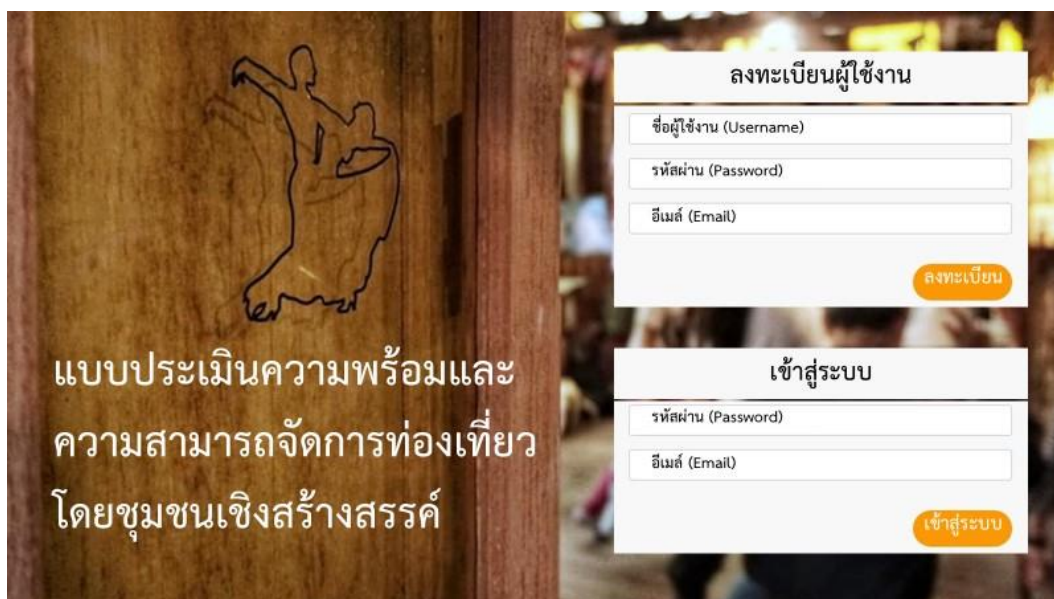 แบบประเมินความพร้อมและ
ความสามารถจัดการท่องเที่ยว
โดยชุมชนเชิงสร้างสรรค์
ลงทะเบียนผู้ใช้งาน
ชื่อผู้ใช้งาน (Username)
รหัสผ่าน (Password)
อีเมล์ (Email)
ลงทะเบียน
เข้าสู่ระบบ
รหัสผ่าน (Password)
อีเมล์ (Email)
เข้าสู่ระบบ